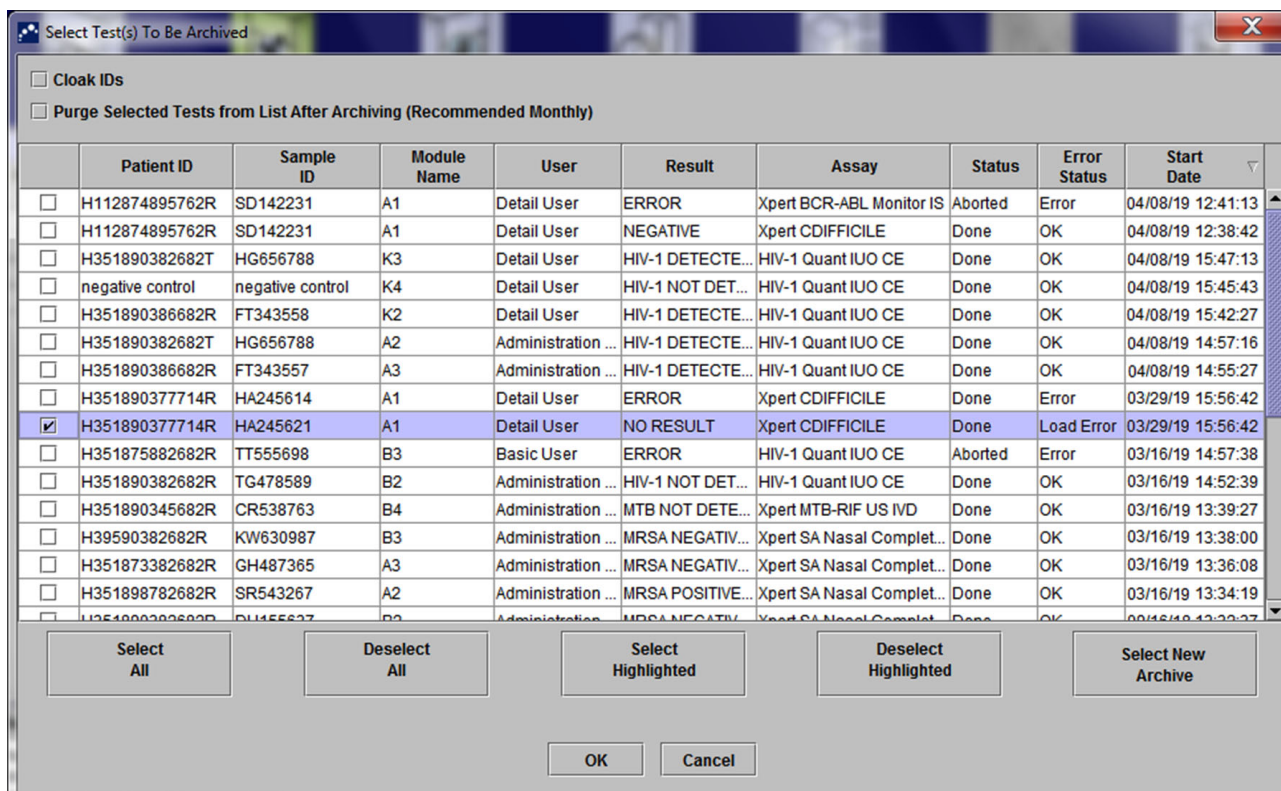 Select Test(s) To Be Archived
Cloak IDs
Purge Selected Tests from List After Archiving (Recommended Monthly)
Patient ID Sample ID Module Name User Result Assay Status Error Status Start Date
H112874895762R SD142231 A1 Detail User ERROR Xpert BCR-ABL Monitor IS Aborted Error 04/08/19 12:41:13
H112874895762R SD142231 A1 Detail User NEGATIVE Xpert CDIFFICILE Done OK 04/08/19 12:38:42
H351890382682T HG656788 K3 Detail User HIV-1 DETECTE... HIV-1 Quant IUO CE Done OK 04/08/19 15:47:13
negative control negative control K4 Detail User HIV-1 NOT DET... HIV-1 Quant IUO CE Done OK 04/08/19 15:45:43
H351890386682R FT343558 K2 Detail User HIV-1 DETECTE... HIV-1 Quant IUO CE Done OK 04/08/19 15:42:27
H351890382682T HG656788 A2 Administration ... HIV-1 DETECTE... HIV-1 Quant IUO CE Done OK 04/08/19 14:57:16
H351890386682R FT343557 A3 Administration ... HIV-1 DETECTE... HIV-1 Quant IUO CE Done OK 04/08/19 14:55:27
H351890377714R HA245614 A1 Detail User ERROR Xpert CDIFFICILE Done Error 03/29/19 15:56:42
H351890377714R HA245621 A1 Detail User NO RESULT Xpert CDIFFICILE Done Load Error 03/29/19 15:56:42
H351875882682R TT555698 B3 Basic User ERROR HIV-1 Quant IUO CE Aborted Error 03/16/19 14:57:38
H351890382682R TG478589 B2 Administration ... HIV-1 NOT DET... HIV-1 Quant IUO CE Done OK 03/16/19 14:52:39
H351890345682R CR538763 B4 Administration ... MTB NOT DETE... Xpert MTB-RIF US IVD Done OK 03/16/19 13:39:27
H39590382682R KW630987 B3 Administration ... MRSA NEGATIV... Xpert SA Nasal Complet... Done OK 03/16/19 13:38:00
H351873382682R GH487365 A3 Administration ... MRSA NEGATIV... Xpert SA Nasal Complet... Done OK 03/16/19 13:36:08
H351898782682R SR543267 A2 Administration ... MRSA POSITIVE... Xpert SA Nasal Complet... Done OK 03/16/19 13:34:19
Select All Deselect All Select Highlighted Deselect Highlighted Select New Archive
OK Cancel